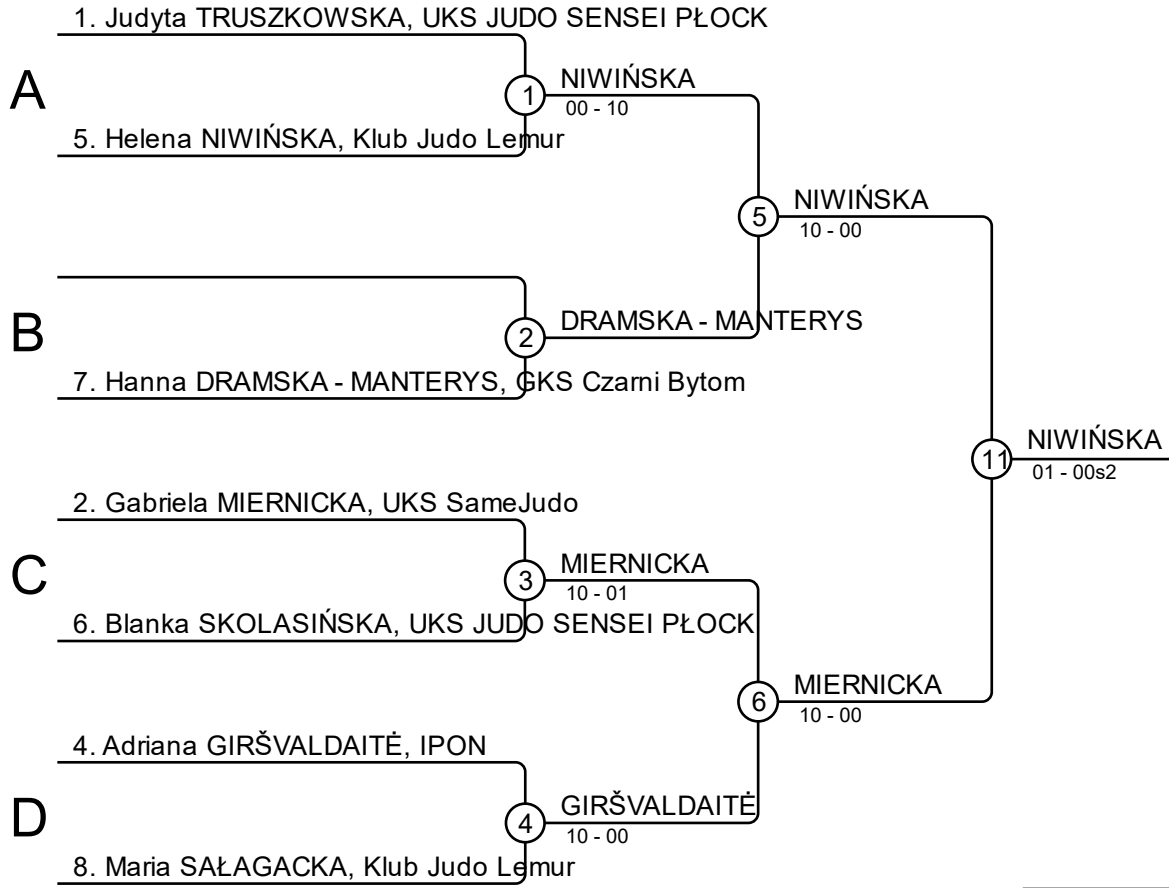 1. Judyta TRUSZKOWSKA, UKS JUDO SENSEI PŁOCK
A
1 NIWIŃSKA
00 - 10
5. Helena NIWIŃSKA, Klub Judo Lemur
5 NIWIŃSKA
10 - 00
B
2 DRAMSKA - MANTERYS
7. Hanna DRAMSKA - MANTERYS, GKS Czarni Bytom
11 NIWIŃSKA
01 - 00s2
2. Gabriela MIERNICKA, UKS SameJudo
C
3 MIERNICKA
10 - 01
6. Blanka SKOLASIŃSKA, UKS JUDO SENSEI PŁOCK
6 MIERNICKA
10 - 00
4. Adriana GIRŠVALDAITĖ, IPON
D
4 GIRŠVALDAITĖ
10 - 00
8. Maria SAŁAGACKA, Klub Judo Lemur